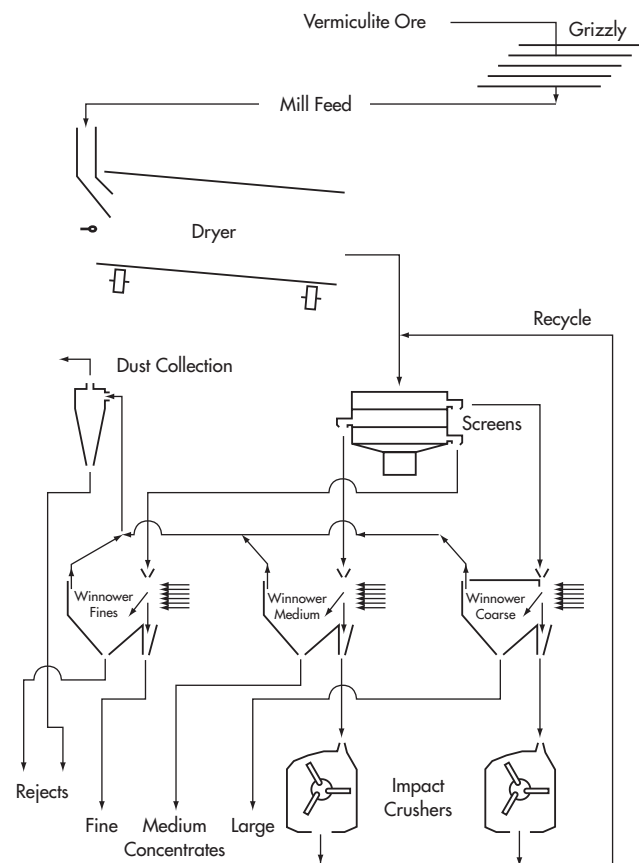 Vermiculite Ore
Grizzly
Mill Feed
Dryer
Recycle
Dust Collection
Screens
Winnower
Fines
Winnower
Medium
Winnower
Coarse
Rejects
Impact
Crushers
Fine
Medium
Concentrates
Large